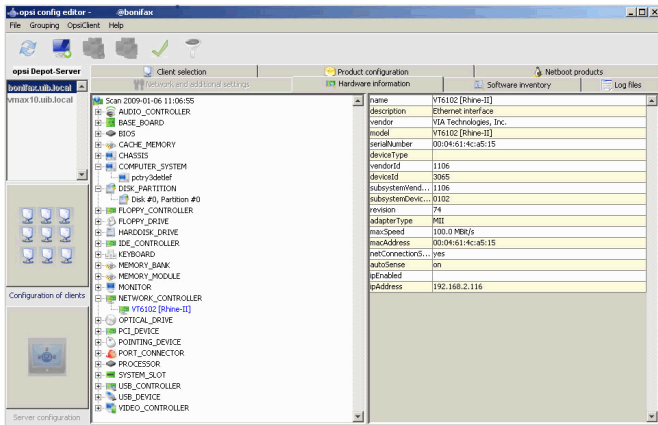 opsi config editor -        @bonifax
File Grouping OpsiClient Help
opsi Depot-Server
Client selection
Product configuration
Netboot products
Network and additional settings
Hardware information
Software inventory
Log files
bonifax.uib.local
vmax10.uib.local
Configuration of clients
Server configuration
Scan 2009-01-06 11:06:55
AUDIO_CONTROLLER
BASE_BOARD
BIOS
CACHE_MEMORY
CHASSIS
COMPUTER_SYSTEM
pctry3detlef
DISK_PARTITION
Disk #0, Partition #0
FLOPPY_CONTROLLER
FLOPPY_DRIVE
HARDDISK_DRIVE
IDE_CONTROLLER
KEYBOARD
MEMORY_BANK
MEMORY_MODULE
MONITOR
NETWORK_CONTROLLER
VT6102 [Rhine-II]
OPTICAL_DRIVE
PCI_DEVICE
POINTING_DEVICE
PORT_CONNECTOR
PROCESSOR
SYSTEM_SLOT
USB_CONTROLLER
USB_DEVICE
VIDEO_CONTROLLER
name VT6102 [Rhine-II]
description Ethernet interface
vendor VIA Technologies, Inc.
model VT6102 [Rhine-II]
serialNumber 00:04:61:4c:a5:15
deviceType
vendorId 1106
deviceId 3065
subsystemVend... 1106
subsystemDevic... 0102
revision 74
adapterType MII
maxSpeed 100.0 MBit/s
macAddress 00:04:61:4c:a5:15
netConnectionS... yes
autoSense on
ipEnabled
ipAddress 192.168.2.116